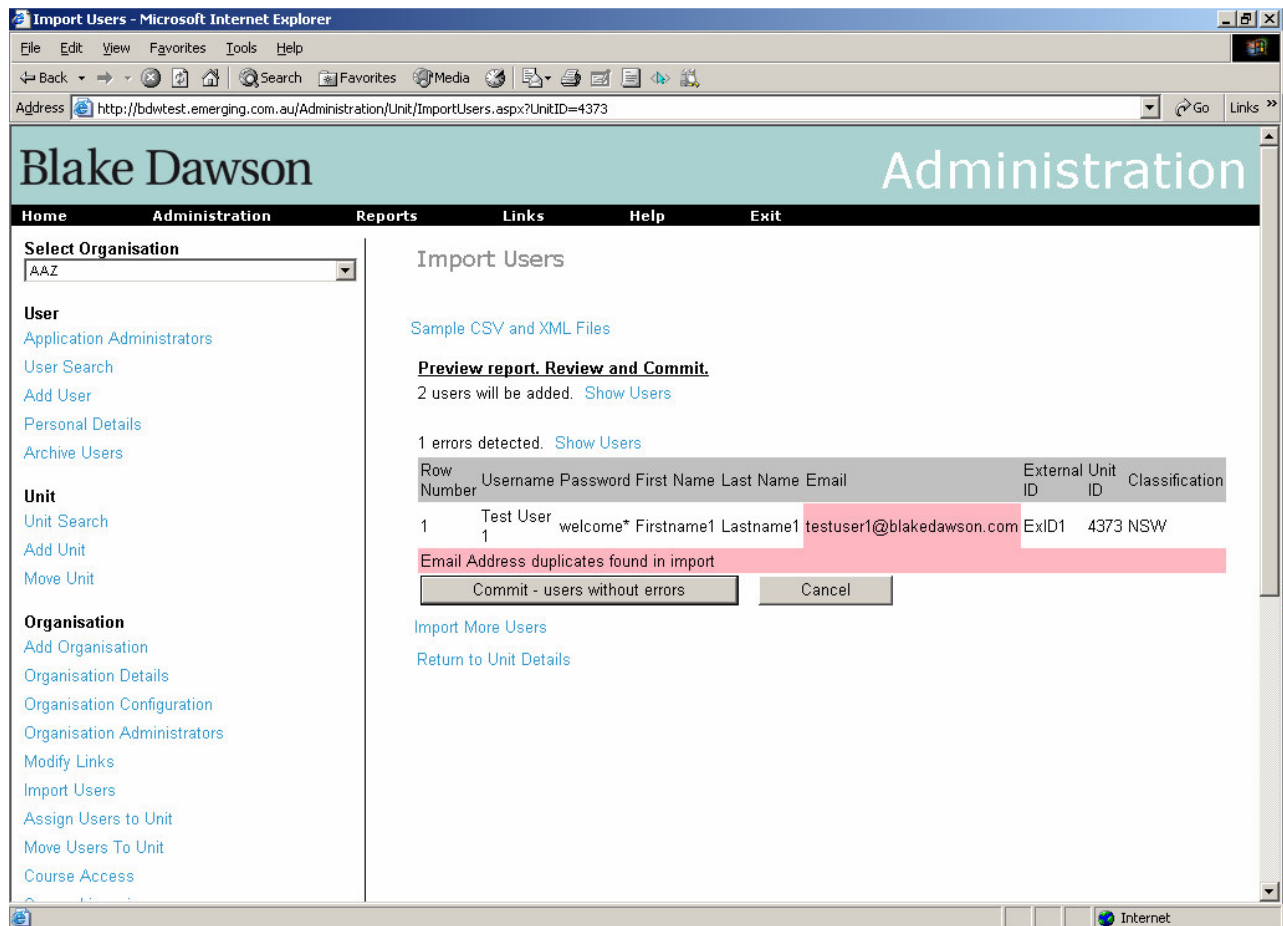 Import Users - Microsoft Internet Explorer
File Edit View Favorites Tools Help
Back Search Favorites Media
Address http://bdwtest.emerging.com.au/Administration/Unit/ImportUsers.aspx?UnitID=4373 Go Links »
Blake Dawson Administration
Home Administration Reports Links Help Exit
Select Organisation
AAZ
User
Application Administrators
User Search
Add User
Personal Details
Archive Users
Unit
Unit Search
Add Unit
Move Unit
Organisation
Add Organisation
Organisation Details
Organisation Configuration
Organisation Administrators
Modify Links
Import Users
Assign Users to Unit
Move Users To Unit
Course Access
Import Users
Sample CSV and XML Files
Preview report. Review and Commit.
2 users will be added. Show Users
1 errors detected. Show Users
Row Number Username Password First Name Last Name Email External ID Unit ID Classification
1 Test User 1 welcome* Firstname1 Lastname1 testuser1@blakedawson.com ExID1 4373 NSW
Email Address duplicates found in import
Commit - users without errors Cancel
Import More Users
Return to Unit Details
Internet